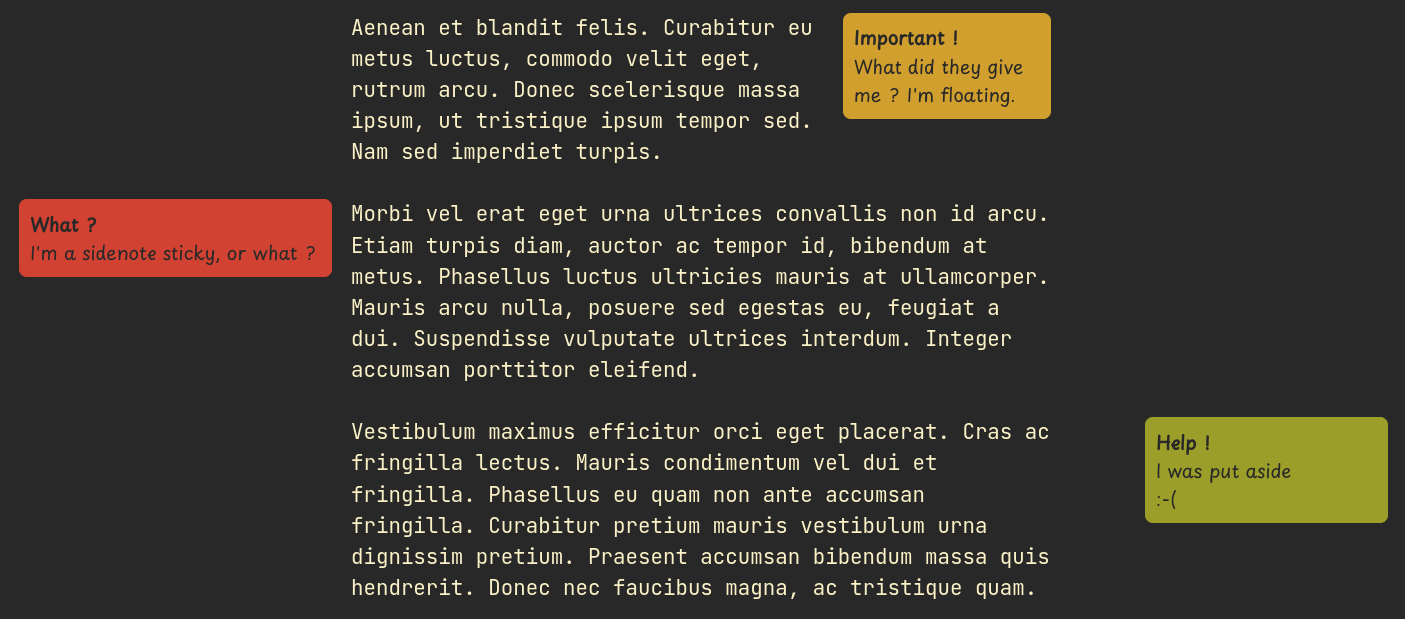 Aenean et blandit felis. Curabitur eu
metus luctus, commodo velit eget,
rutrum arcu. Donec scelerisque massa
ipsum, ut tristique ipsum tempor sed.
Nam sed imperdiet turpis.
Important !
What did they give
me ? I'm floating.
What ?
I'm a sidenote sticky, or what ?
Morbi vel erat eget urna ultrices convallis non id arcu.
Etiam turpis diam, auctor ac tempor id, bibendum at
metus. Phasellus luctus ultricies mauris at ullamcorper.
Mauris arcu nulla, posuere sed egestas eu, feugiat a
dui. Suspendisse vulputate ultrices interdum. Integer
accumsan porttitor eleifend.
Vestibulum maximus efficitur orci eget placerat. Cras ac
fringilla lectus. Mauris condimentum vel dui et
fringilla. Phasellus eu quam non ante accumsan
fringilla. Curabitur pretium mauris vestibulum urna
dignissim pretium. Praesent accumsan bibendum massa quis
hendrerit. Donec nec faucibus magna, ac tristique quam.
Help !
I was put aside
:-(